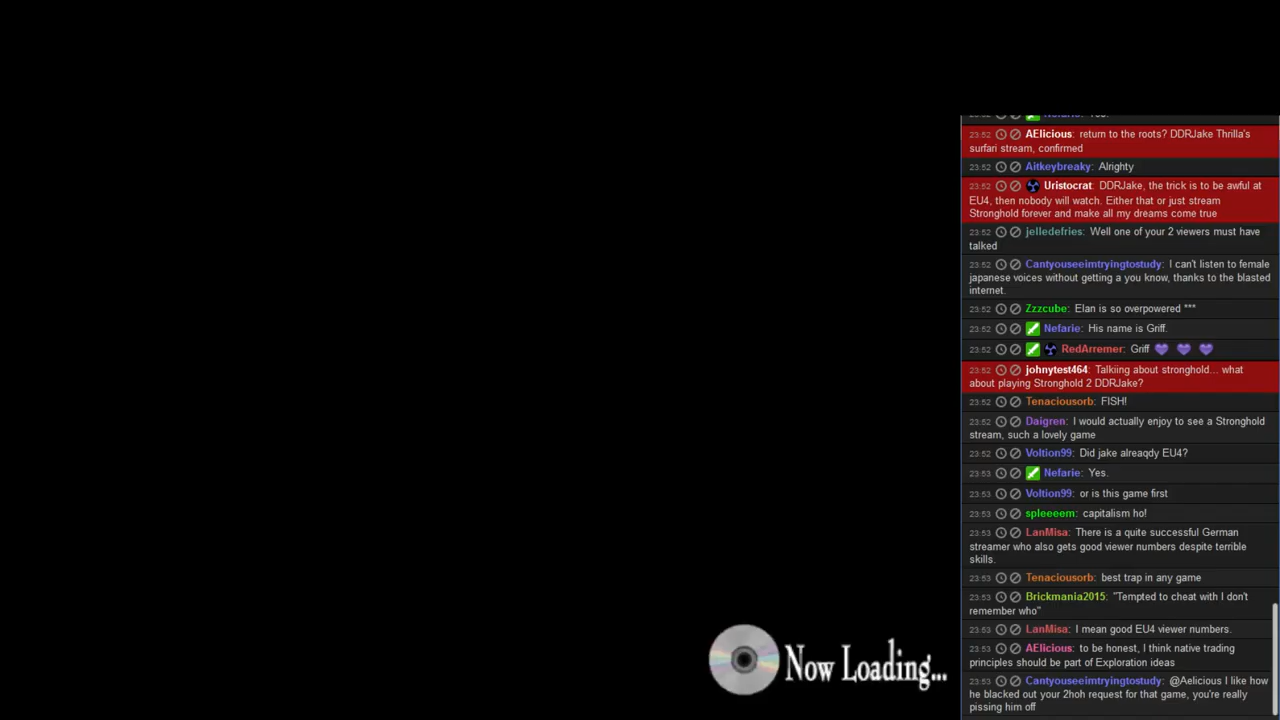 23:52 Nefarie: Yes.
23:52 AElicious: return to the roots? DDRJake Thrilla's
surfari stream, confirmed
23:52 Aitkeybreaky: Alrighty
23:52 Uristocrat: DDRJake, the trick is to be awful at
EU4, then nobody will watch. Either that or just stream
Stronghold forever and make all my dreams come true
23:52 jelledefries: Well one of your 2 viewers must have
talked
23:52 Cantyouseeimtryingtostudy: I can't listen to female
japanese voices without getting a you know, thanks to the blasted
internet.
23:52 Zzzcube: Elan is so overpowered ***
23:52 Nefarie: His name is Griff.
23:52 RedArremer: Griff
23:52 johnytest464: Talkiing about stronghold... what
about playing Stronghold 2 DDRJake?
23:52 Tenaciousorb: FISH!
23:52 Daigren: I would actually enjoy to see a Stronghold
stream, such a lovely game
23:52 Voltion99: Did jake alreaqdy EU4?
23:53 Nefarie: Yes.
23:53 Voltion99: or is this game first
23:53 spleeeem: capitalism ho!
23:53 LanMisa: There is a quite successful German
streamer who also gets good viewer numbers despite terrible
skills.
23:53 Tenaciousorb: best trap in any game
23:53 Brickmania2015: "Tempted to cheat with I don't
remember who"
23:53 LanMisa: I mean good EU4 viewer numbers.
23:53 AElicious: to be honest, I think native trading
principles should be part of Exploration ideas
23:53 Cantyouseeimtryingtostudy: @Aelicious I like how
he blacked out your 2hoh request for that game, you're really
pissing him off
Now Loading...